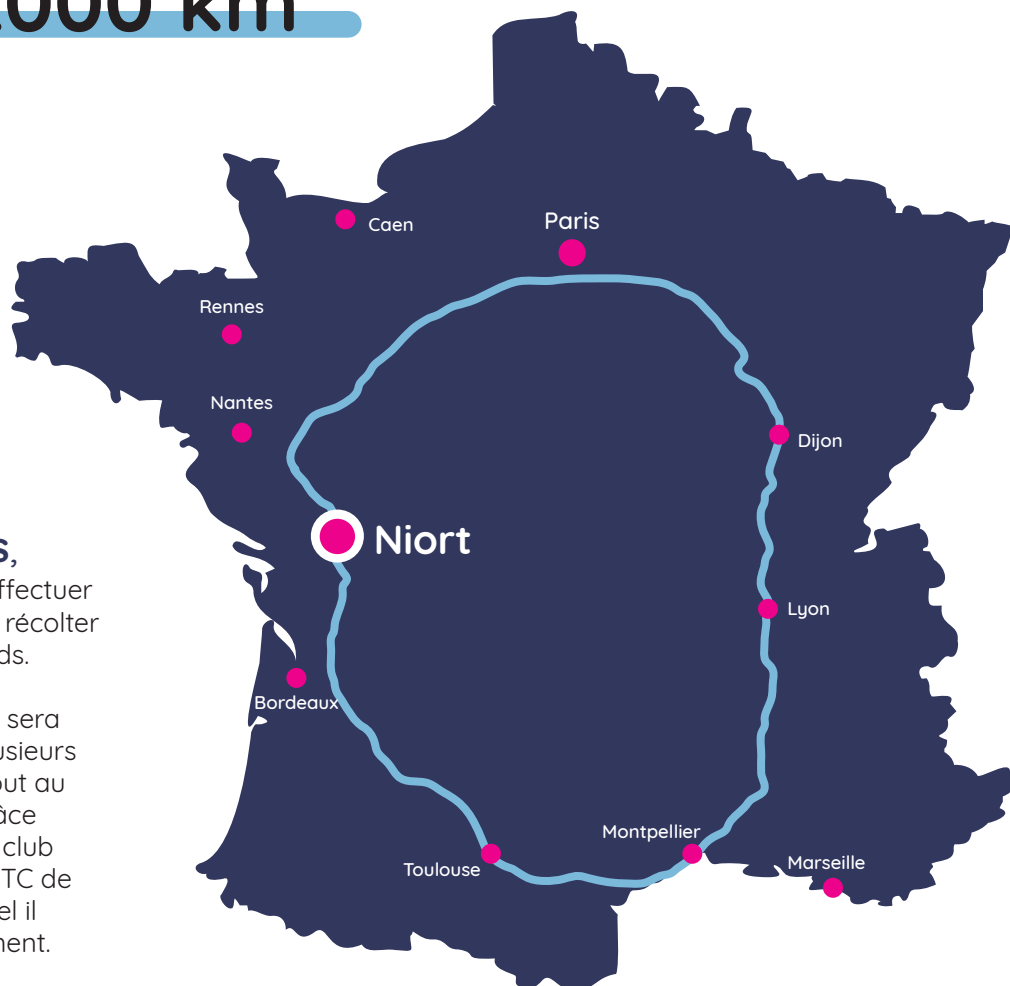 000 km
Caen
Paris
Rennes
Nantes
Dijon
Niort
Lyon
Bordeaux
Montpellier
Toulouse
Marseille
s,
ffectuer
récolter
ds.
sera
usieurs
out au
âce
club
TC de
el il
nent.